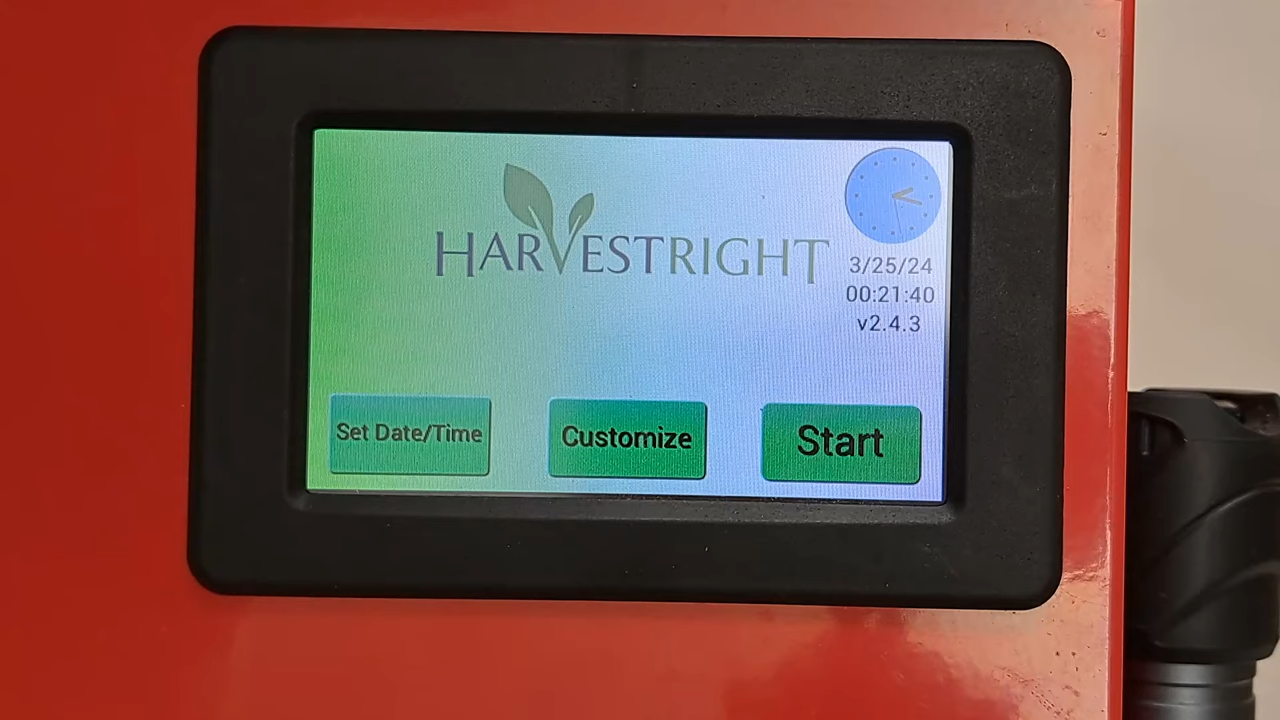 HARVESTRIGHT
3/25/24
00:21:40
v2.4.3
Set Date/Time
Customize
Start